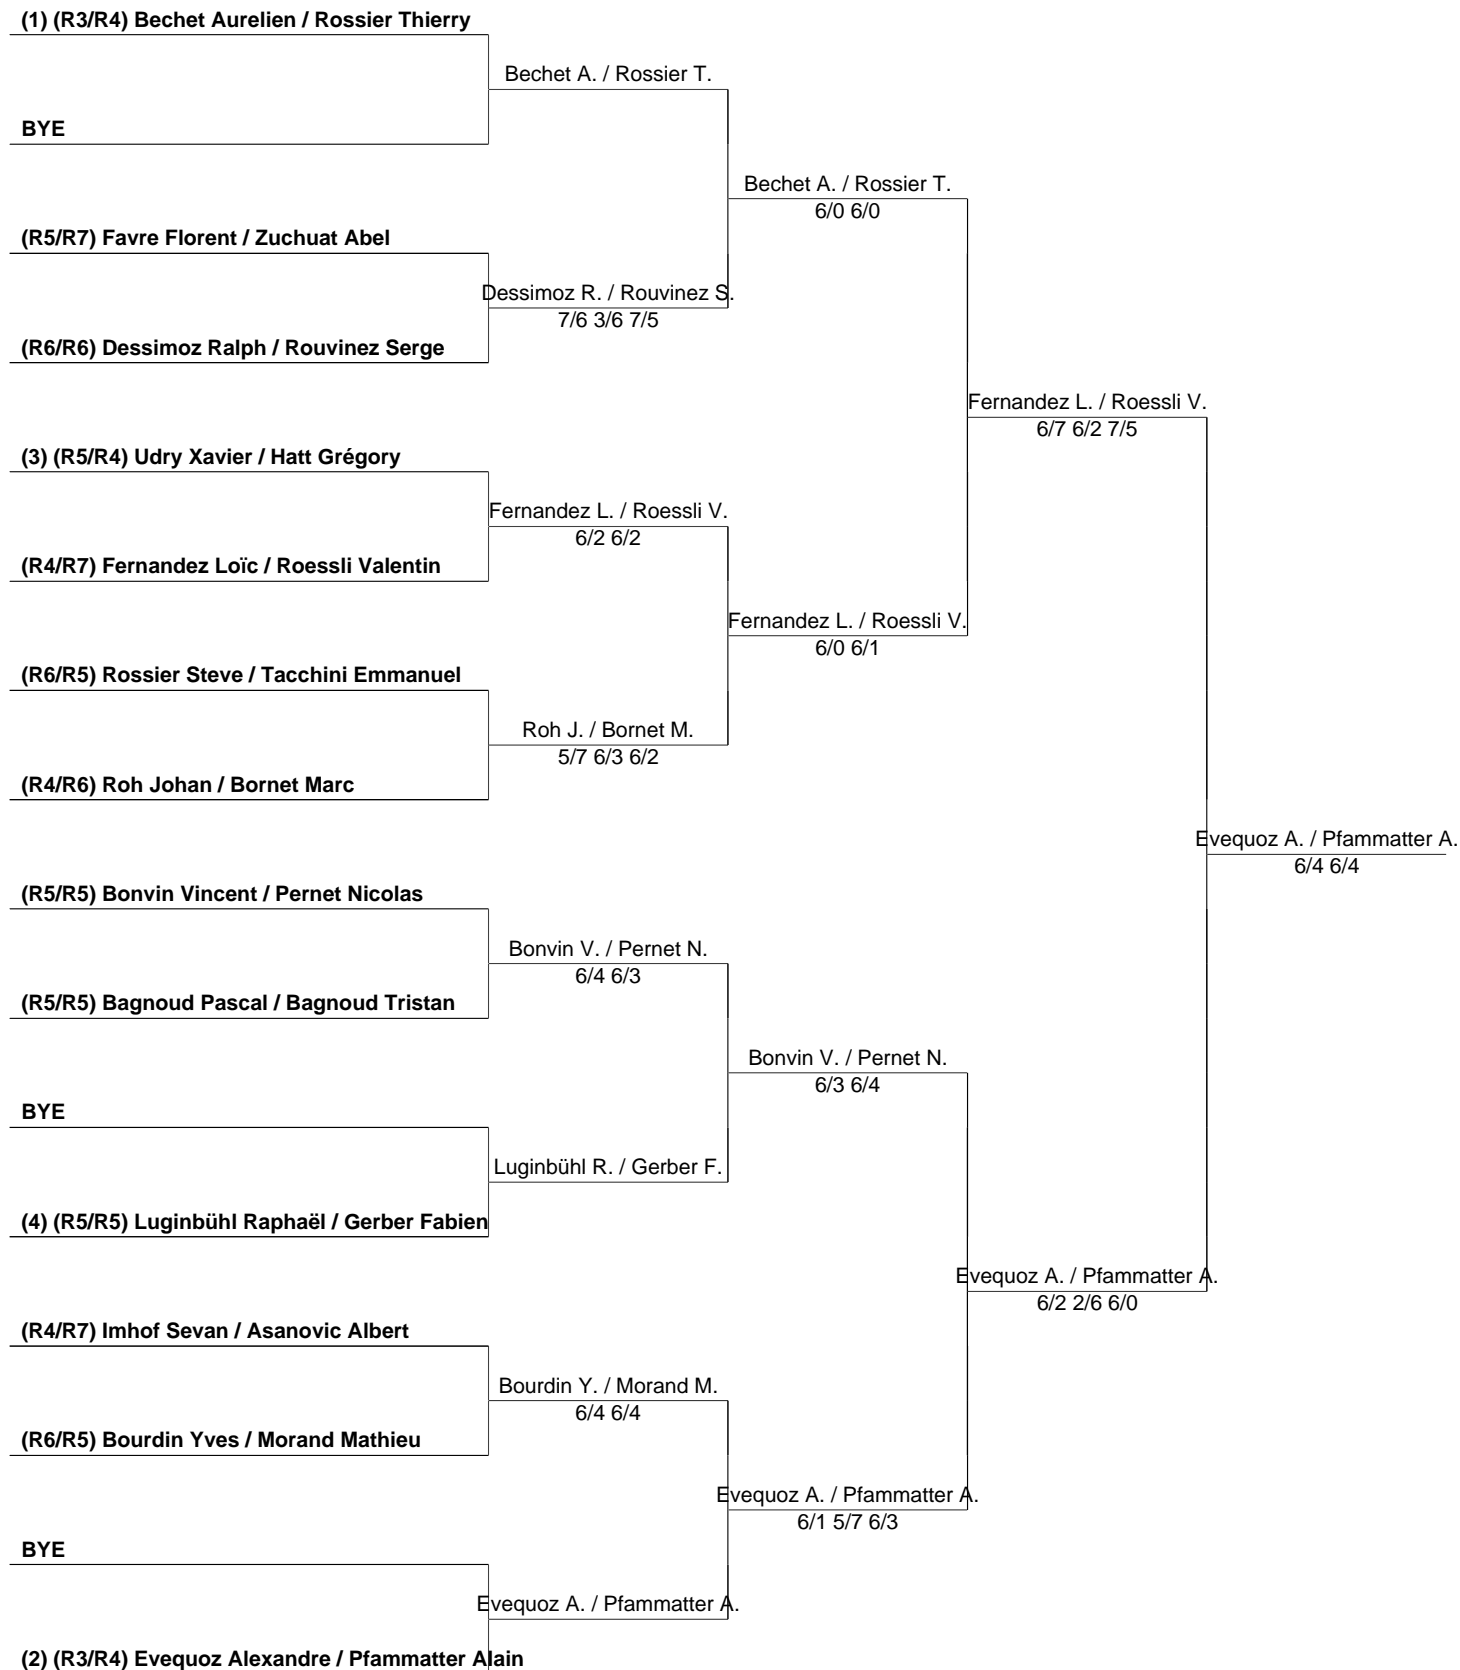 (1) (R3/R4) Bechet Aurelien / Rossier Thierry
Bechet A. / Rossier T.
BYE
Bechet A. / Rossier T.
6/0 6/0
(R5/R7) Favre Florent / Zuchuat Abel
Dessimoz R. / Rouvinez S.
7/6 3/6 7/5
(R6/R6) Dessimoz Ralph / Rouvinez Serge
Fernandez L. / Roessli V.
6/7 6/2 7/5
(3) (R5/R4) Udry Xavier / Hatt Grégory
Fernandez L. / Roessli V.
6/2 6/2
(R4/R7) Fernandez Loïc / Roessli Valentin
Fernandez L. / Roessli V.
6/0 6/1
(R6/R5) Rossier Steve / Tacchini Emmanuel
Roh J. / Bornet M.
5/7 6/3 6/2
(R4/R6) Roh Johan / Bornet Marc
Evequoz A. / Pfammatter A.
6/4 6/4
(R5/R5) Bonvin Vincent / Pernet Nicolas
Bonvin V. / Pernet N.
6/4 6/3
(R5/R5) Bagnoud Pascal / Bagnoud Tristan
Bonvin V. / Pernet N.
6/3 6/4
BYE
Luginbühl R. / Gerber F.
(4) (R5/R5) Luginbühl Raphaël / Gerber Fabien
Evequoz A. / Pfammatter A.
6/2 2/6 6/0
(R4/R7) Imhof Sevan / Asanovic Albert
Bourdin Y. / Morand M.
6/4 6/4
(R6/R5) Bourdin Yves / Morand Mathieu
Evequoz A. / Pfammatter A.
6/1 5/7 6/3
BYE
Evequoz A. / Pfammatter A.
(2) (R3/R4) Evequoz Alexandre / Pfammatter Alain